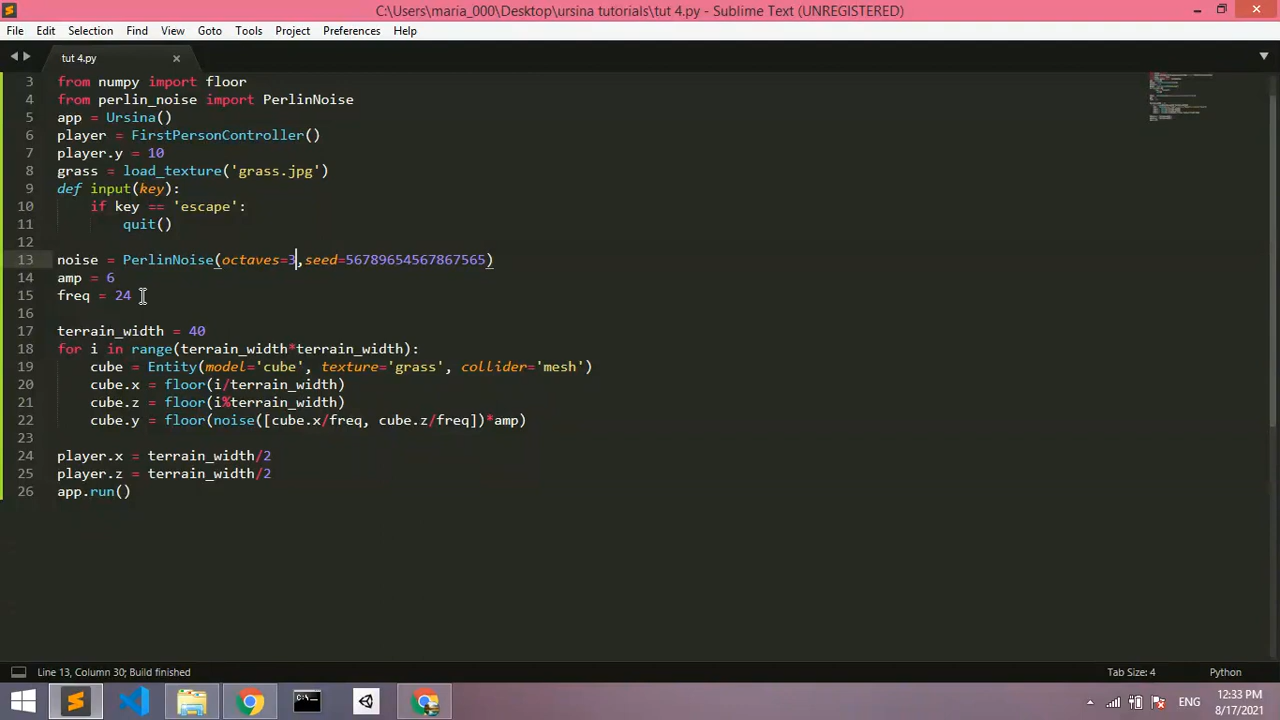 C:\Users\maria_000\Desktop\ursina tutorials\tut 4.py - Sublime Text (UNREGISTERED)
File Edit Selection Find View Goto Tools Project Preferences Help
tut 4.py
3 from numpy import floor
4 from perlin_noise import PerlinNoise
5 app = Ursina()
6 player = FirstPersonController()
7 player.y = 10
8 grass = load_texture('grass.jpg')
9 def input(key):
10 if key == 'escape':
11 quit()
12
13 noise = PerlinNoise(octaves=3,seed=56789654567867565)
14 amp = 6
15 freq = 24
16
17 terrain_width = 40
18 for i in range(terrain_width*terrain_width):
19 cube = Entity(model='cube', texture='grass', collider='mesh')
20 cube.x = floor(i/terrain_width)
21 cube.z = floor(i%terrain_width)
22 cube.y = floor(noise([cube.x/freq, cube.z/freq])*amp)
23
24 player.x = terrain_width/2
25 player.z = terrain_width/2
26 app.run()
Line 13, Column 30; Build finished Tab Size: 4 Python
ENG 12:33 PM
8/17/2021